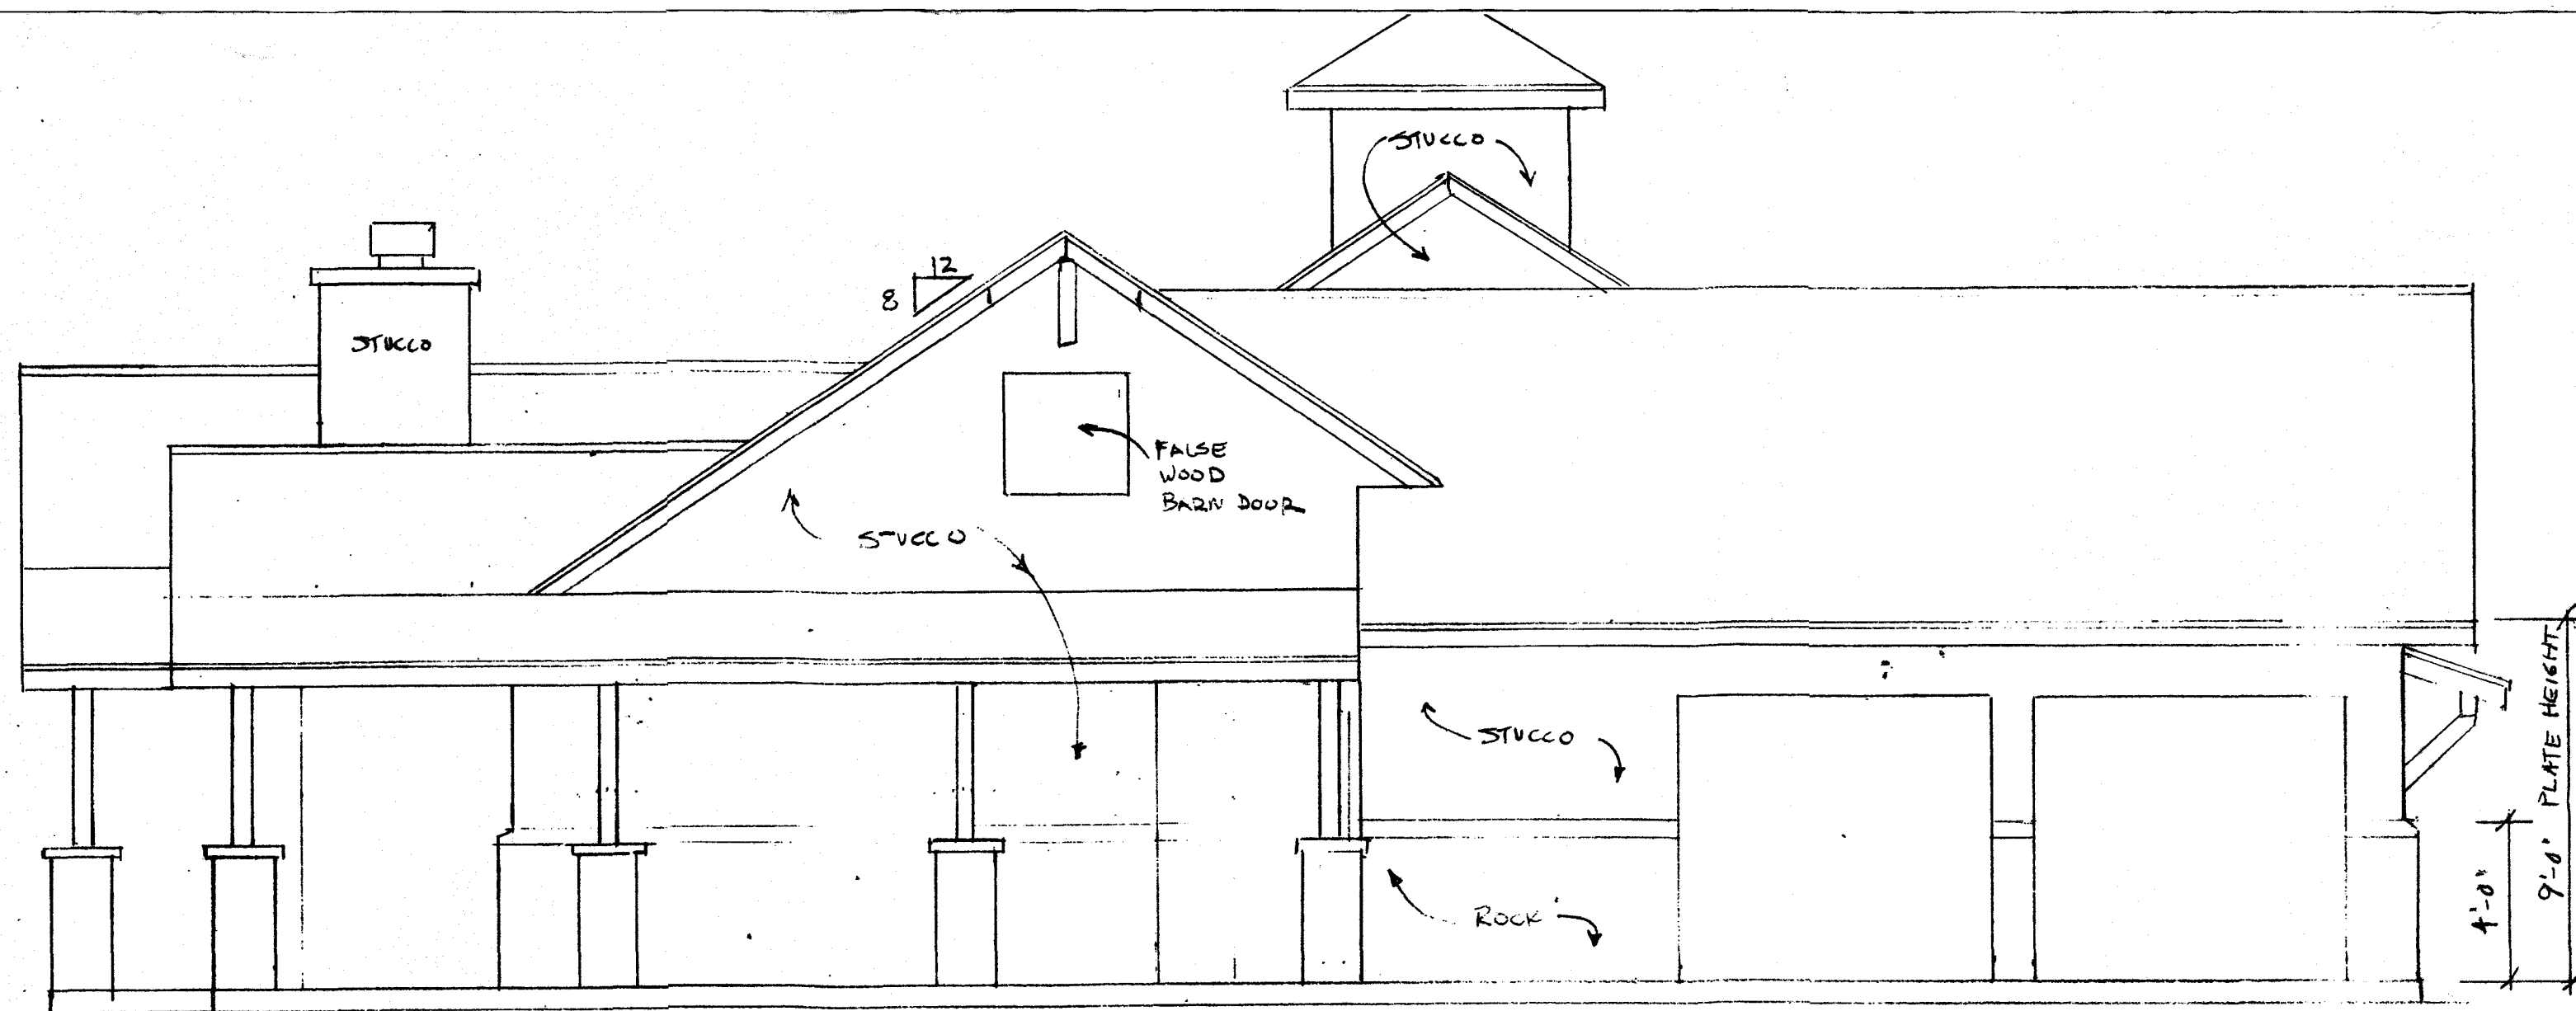 STUCCO
12
8
STUCCO
FALSE
WOOD
BARN DOOR
STUCCO
STUCCO
ROCK
4'-0"
9'-0" PLATE HEIGHT